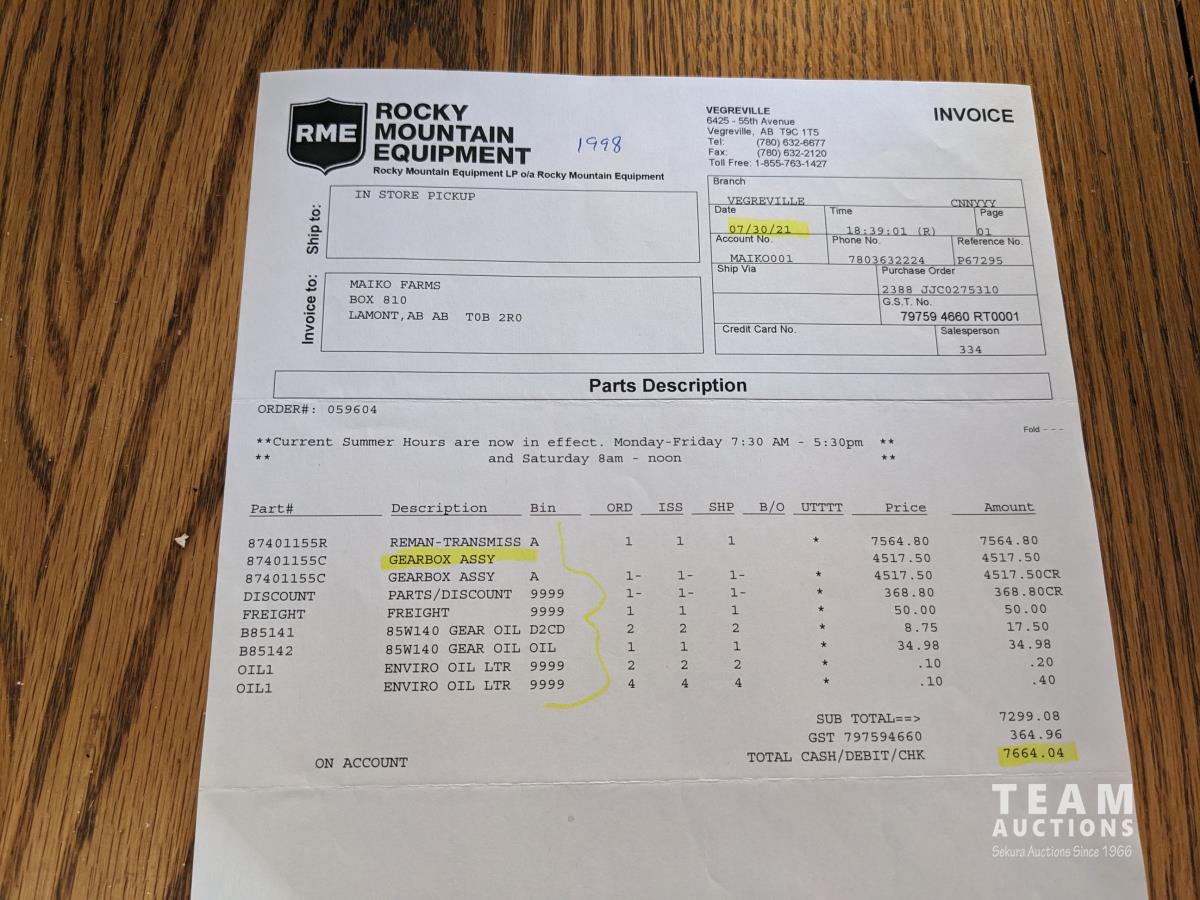 RME
ROCKY
MOUNTAIN
EQUIPMENT
Rocky Mountain Equipment LP o/a Rocky Mountain Equipment
1998
VEGREVILLE
6425 - 55th Avenue
Vegreville, AB T9C 1T5
Tel: (780) 632-6677
Fax: (780) 632-2120
Toll Free: 1-855-763-1427
INVOICE
Ship to:
IN STORE PICKUP
Invoice to:
MAIKO FARMS
BOX 810
LAMONT,AB AB T0B 2R0
Branch
VEGREVILLE CNNYYY
Date Time Page
07/30/21 18:39:01 (R) 01
Account No. Phone No. Reference No.
MAIKO001 7803632224 P67295
Ship Via Purchase Order
2388 JJC0275310
G.S.T. No.
79759 4660 RT0001
Credit Card No. Salesperson
334
Parts Description
ORDER#: 059604
Fold - - -
**Current Summer Hours are now in effect. Monday-Friday 7:30 AM - 5:30pm **
** and Saturday 8am - noon **
Part# Description Bin ORD ISS SHP B/O UTTTT Price Amount
87401155R REMAN-TRANSMISS A 1 1 1 * 7564.80 7564.80
87401155C GEARBOX ASSY 4517.50 4517.50
87401155C GEARBOX ASSY A 1- 1- 1- * 4517.50 4517.50CR
DISCOUNT PARTS/DISCOUNT 9999 1- 1- 1- * 368.80 368.80CR
FREIGHT FREIGHT 9999 1 1 1 * 50.00 50.00
B85141 85W140 GEAR OIL D2CD 2 2 2 * 8.75 17.50
B85142 85W140 GEAR OIL OIL 1 1 1 * 34.98 34.98
OIL1 ENVIRO OIL LTR 9999 2 2 2 * .10 .20
OIL1 ENVIRO OIL LTR 9999 4 4 4 * .10 .40
SUB TOTAL==> 7299.08
GST 797594660 364.96
ON ACCOUNT TOTAL CASH/DEBIT/CHK 7664.04
TEAM
AUCTIONS
Sekura Auctions Since 1966